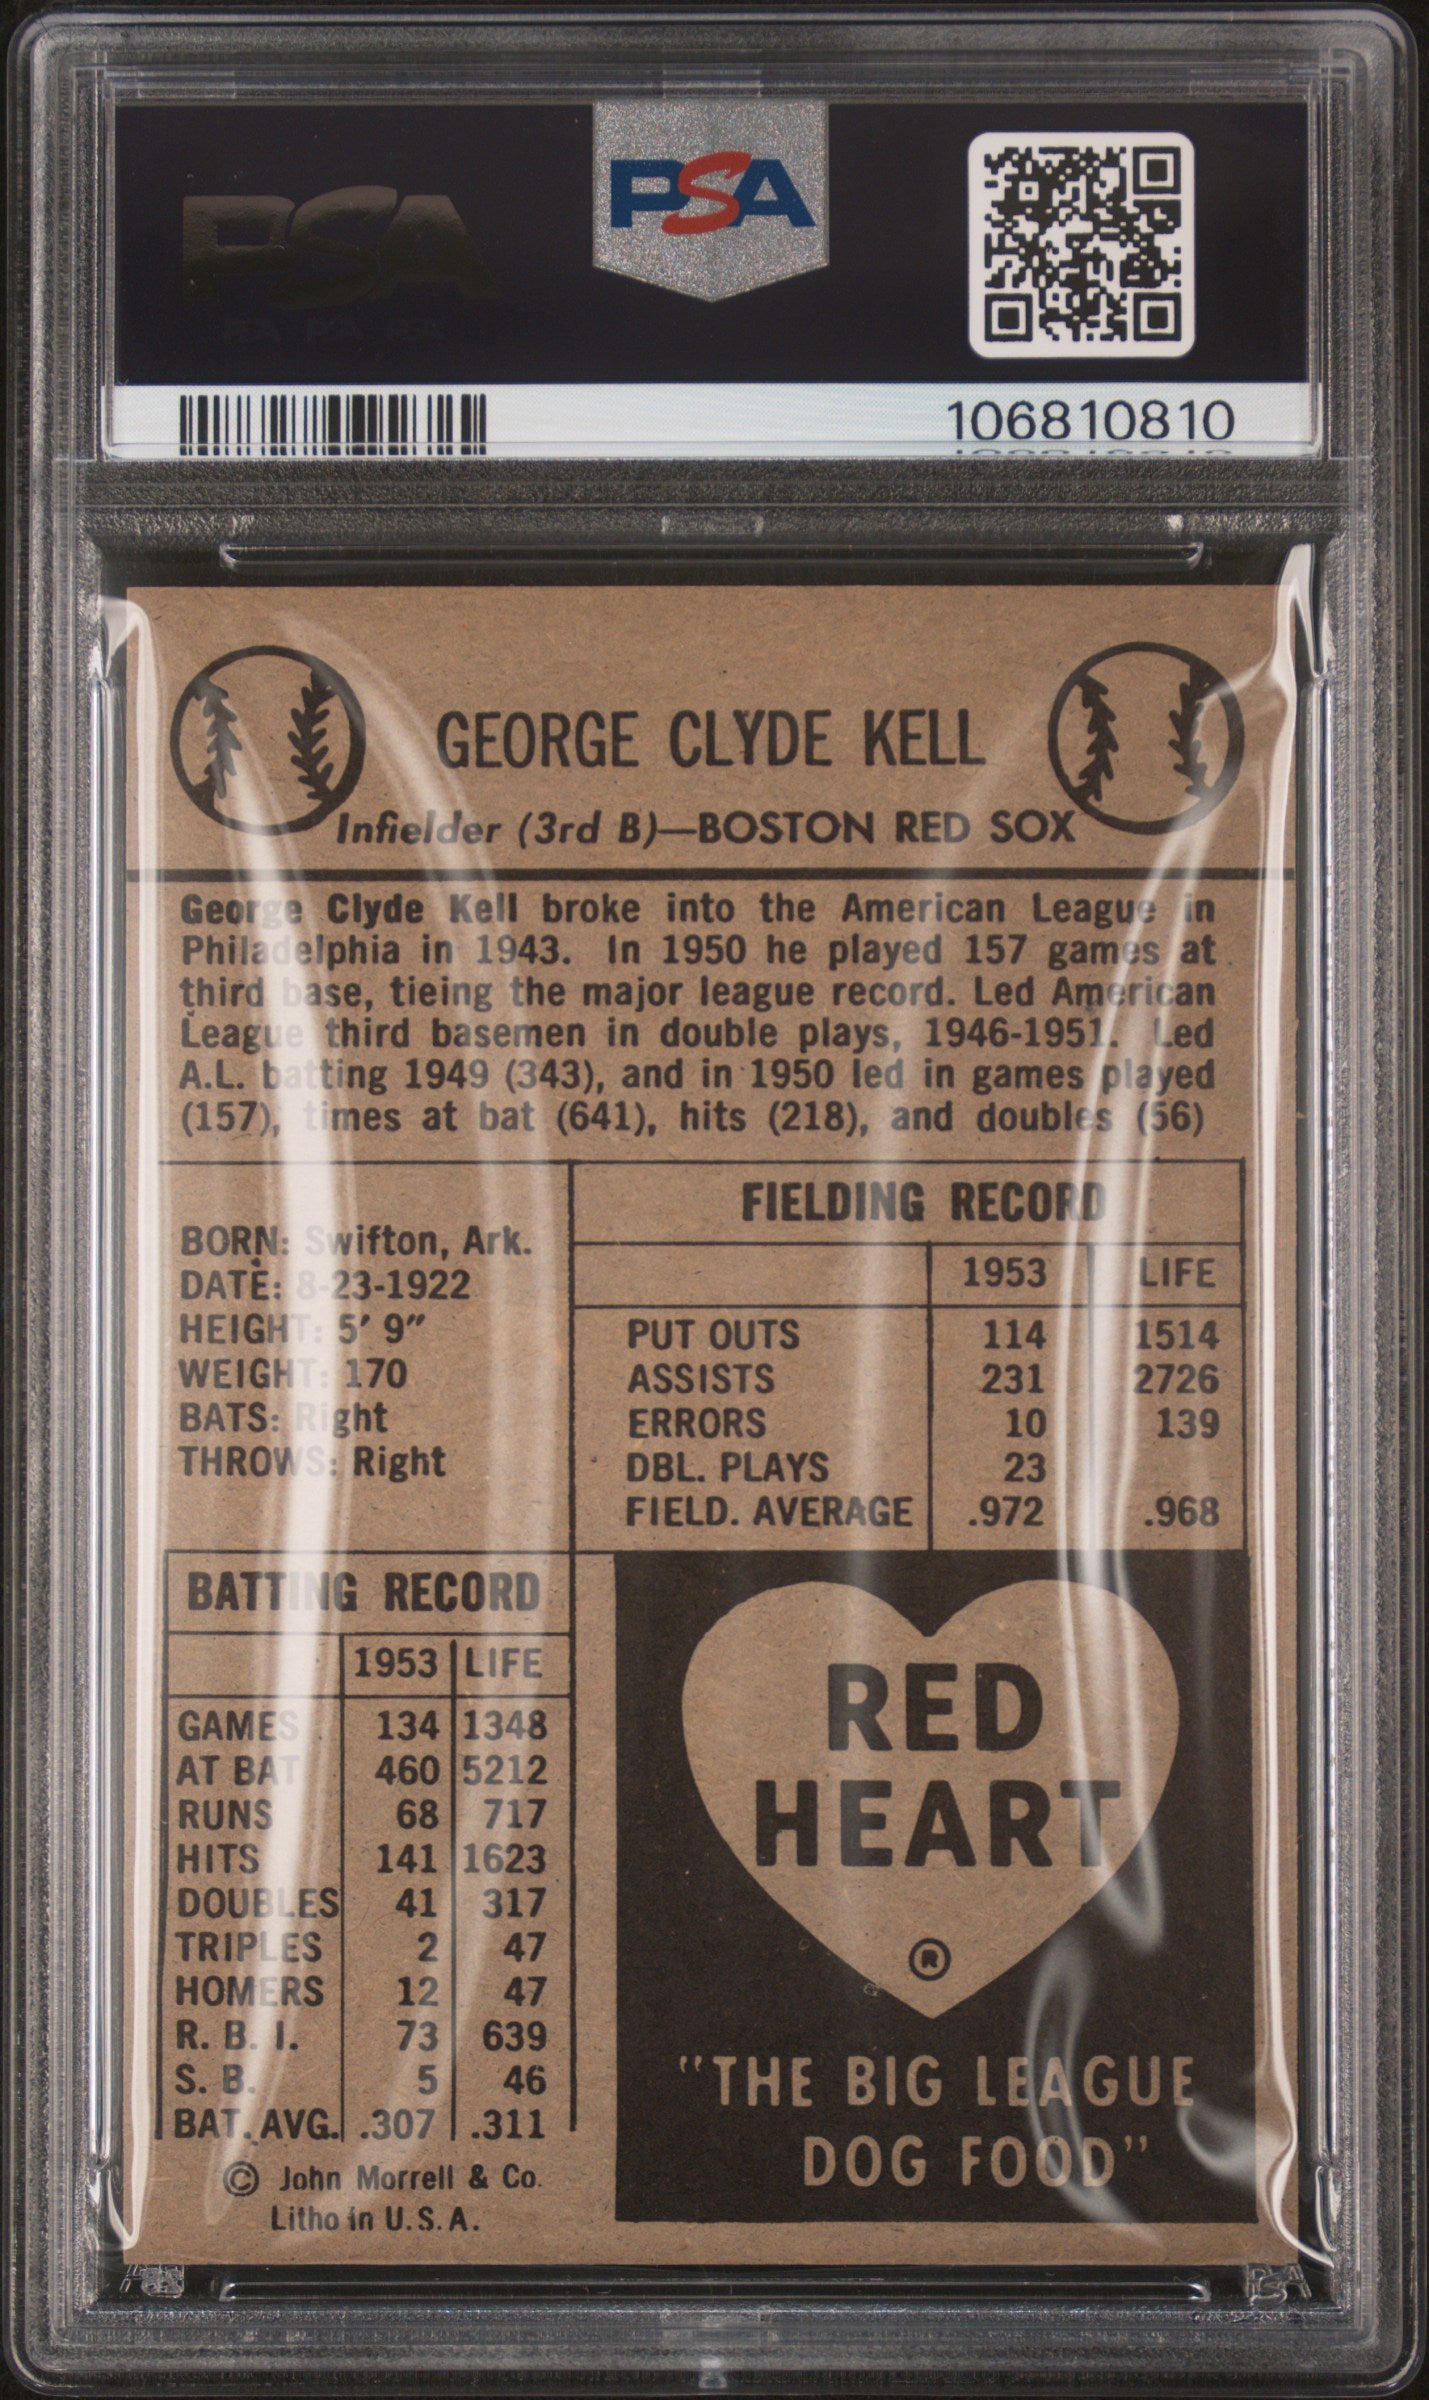 PSA
PSA
106810810
GEORGE CLYDE KELL
Infielder (3rd B)—BOSTON RED SOX
George Clyde Kell broke into the American League in
Philadelphia in 1943. In 1950 he played 157 games at
third base, tieing the major league record. Led American
League third basemen in double plays, 1946-1951. Led
A.L. batting 1949 (343), and in 1950 led in games played
(157), times at bat (641), hits (218), and doubles (56)
BORN: Swifton, Ark.
DATE: 8-23-1922
HEIGHT: 5' 9"
WEIGHT: 170
BATS: Right
THROWS: Right
FIELDING RECORD
1953 LIFE
PUT OUTS 114 1514
ASSISTS 231 2726
ERRORS 10 139
DBL. PLAYS 23
FIELD. AVERAGE .972 .968
BATTING RECORD
1953 LIFE
GAMES 134 1348
AT BAT 460 5212
RUNS 68 717
HITS 141 1623
DOUBLES 41 317
TRIPLES 2 47
HOMERS 12 47
R. B. I. 73 639
S. B. 5 46
BAT. AVG. .307 .311
© John Morrell & Co.
Litho in U.S.A.
RED
HEART
®
"THE BIG LEAGUE
DOG FOOD"
PSA